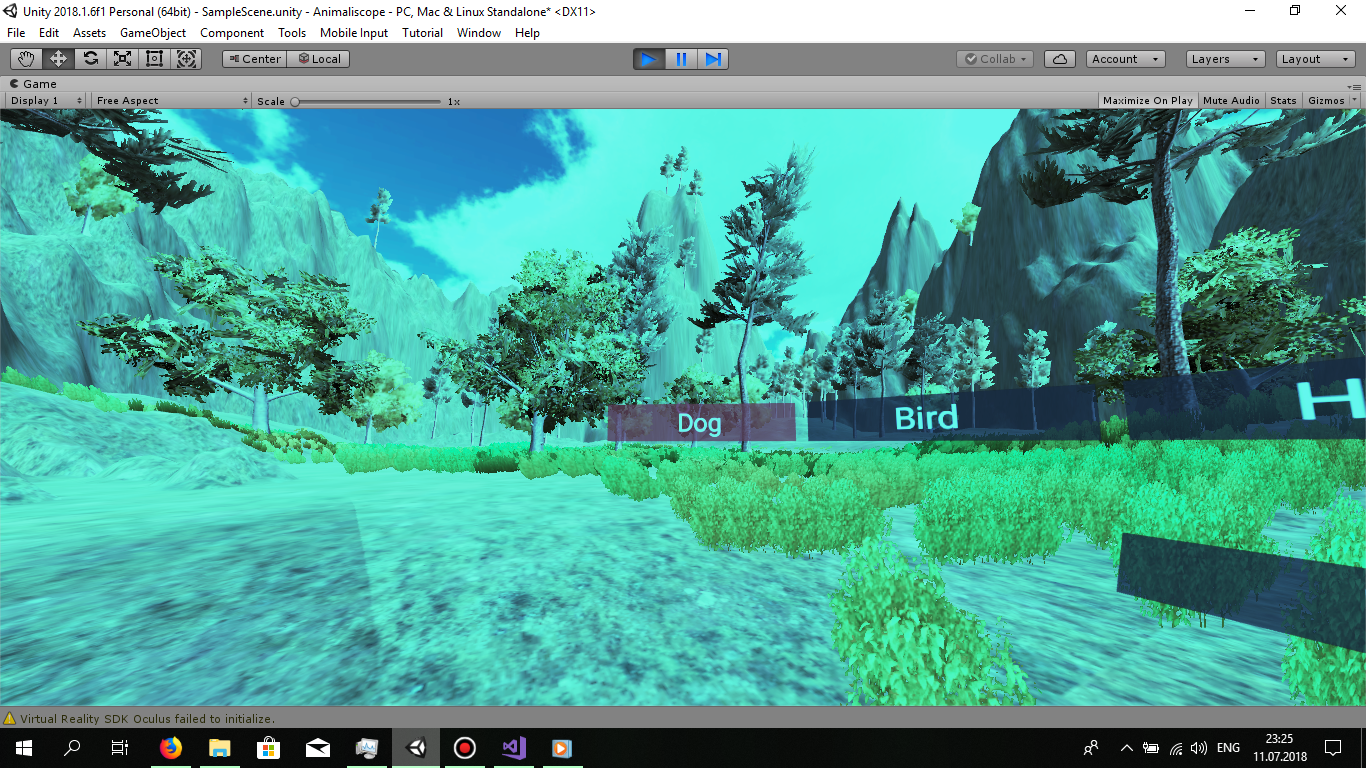 Unity 2018.1.6f1 Personal (64bit) - SampleScene.unity - Animaliscope - PC, Mac & Linux Standalone* <DX11>
File Edit Assets GameObject Component Tools Mobile Input Tutorial Window Help
Center Local Collab Account Layers Layout
Game
Display 1 Free Aspect Scale 1x Maximize On Play Mute Audio Stats Gizmos
Dog Bird H
Virtual Reality SDK Oculus failed to initialize.
ENG 23:25
11.07.2018